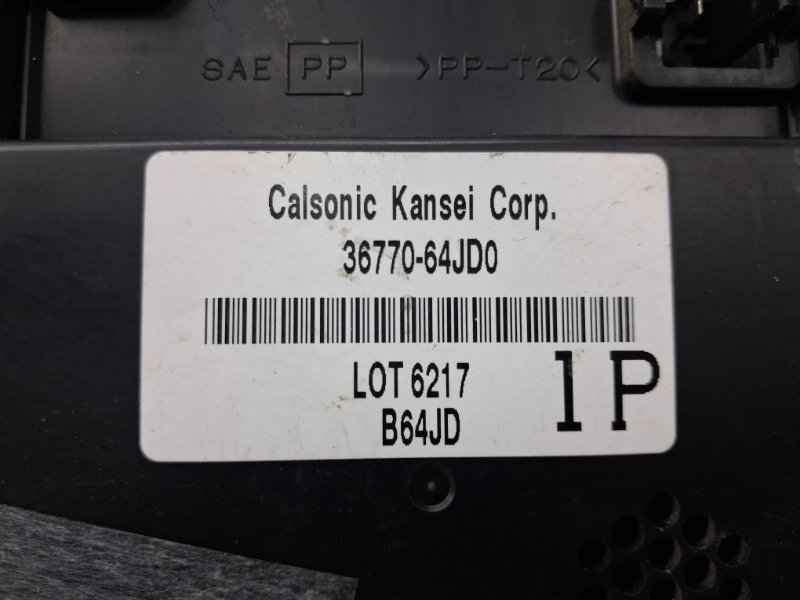 SAE PP >PP-T20<
Calsonic Kansei Corp.
36770-64JD0
LOT 6217
B64JD
1P